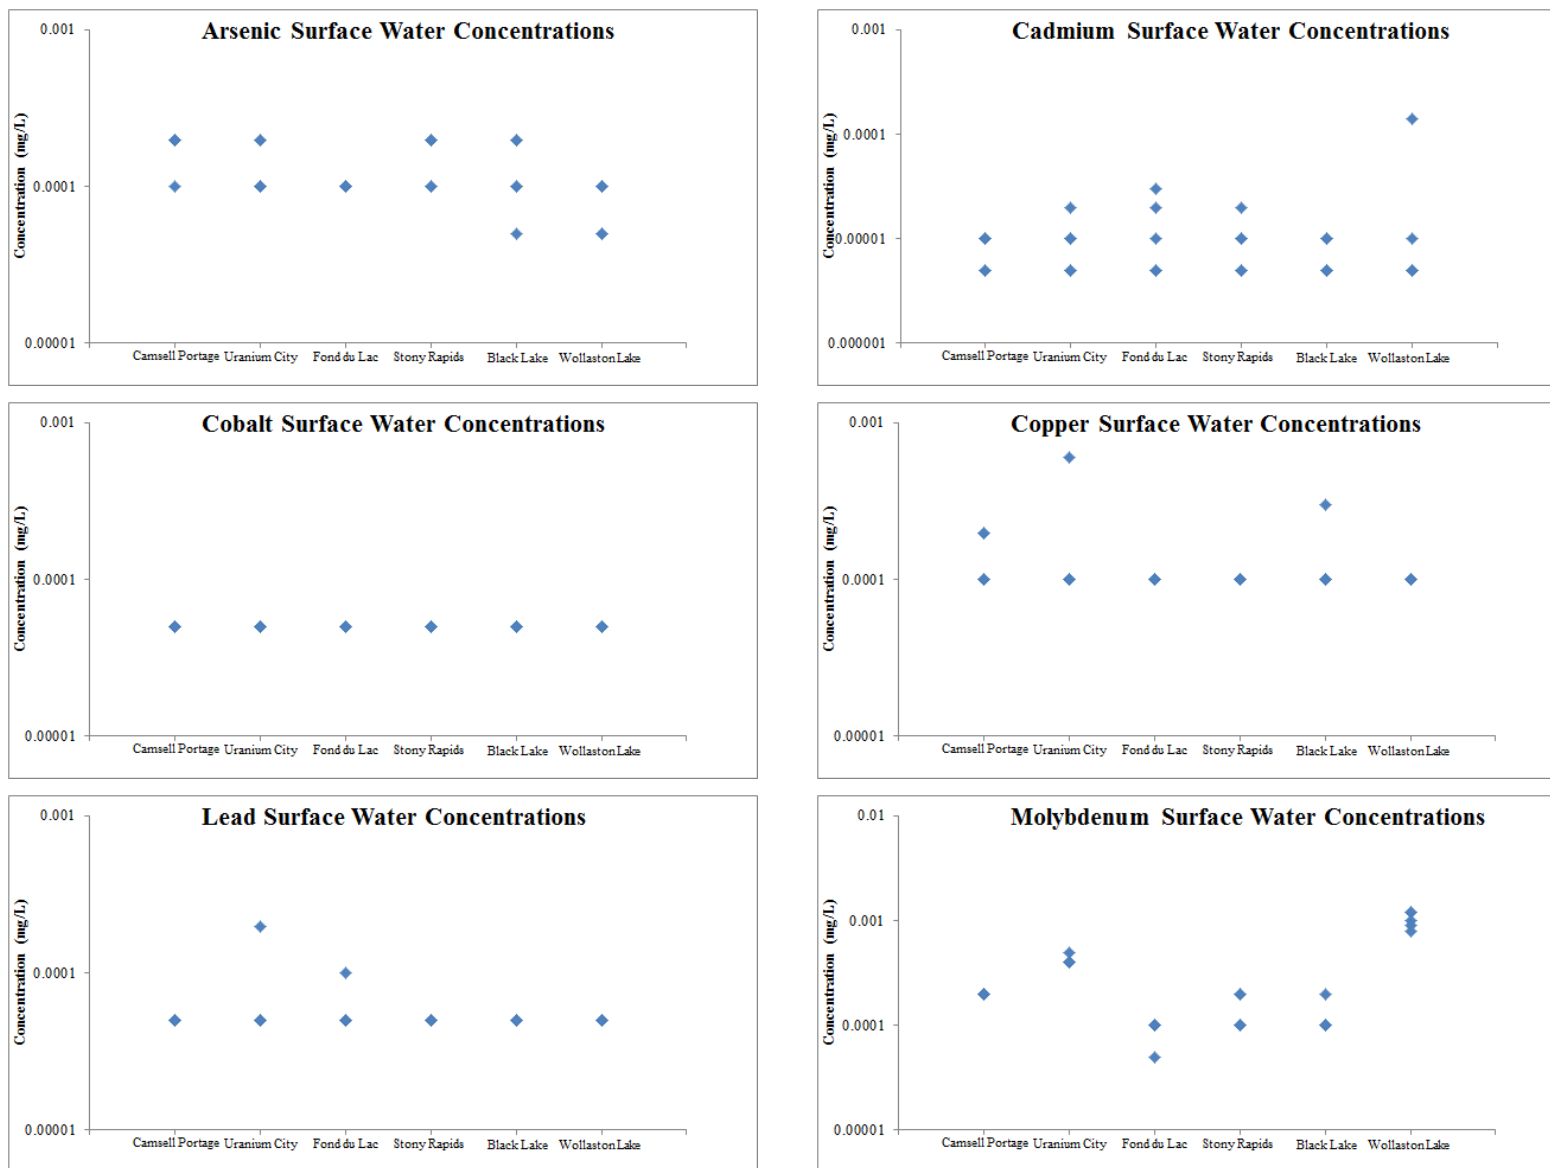 Arsenic Surface Water Concentrations
Concentration (mg/L)
0.001
0.0001
0.00001
Camsell Portage Uranium City Fond du Lac Stony Rapids Black Lake Wollaston Lake
Cadmium Surface Water Concentrations
Concentration (mg/L)
0.001
0.0001
0.00001
0.000001
Camsell Portage Uranium City Fond du Lac Stony Rapids Black Lake Wollaston Lake
Cobalt Surface Water Concentrations
Concentration (mg/L)
0.001
0.0001
0.00001
Camsell Portage Uranium City Fond du Lac Stony Rapids Black Lake Wollaston Lake
Copper Surface Water Concentrations
Concentration (mg/L)
0.001
0.0001
0.00001
Camsell Portage Uranium City Fond du Lac Stony Rapids Black Lake Wollaston Lake
Lead Surface Water Concentrations
Concentration (mg/L)
0.001
0.0001
0.00001
Camsell Portage Uranium City Fond du Lac Stony Rapids Black Lake Wollaston Lake
Molybdenum Surface Water Concentrations
Concentration (mg/L)
0.01
0.001
0.0001
0.00001
Camsell Portage Uranium City Fond du Lac Stony Rapids Black Lake Wollaston Lake